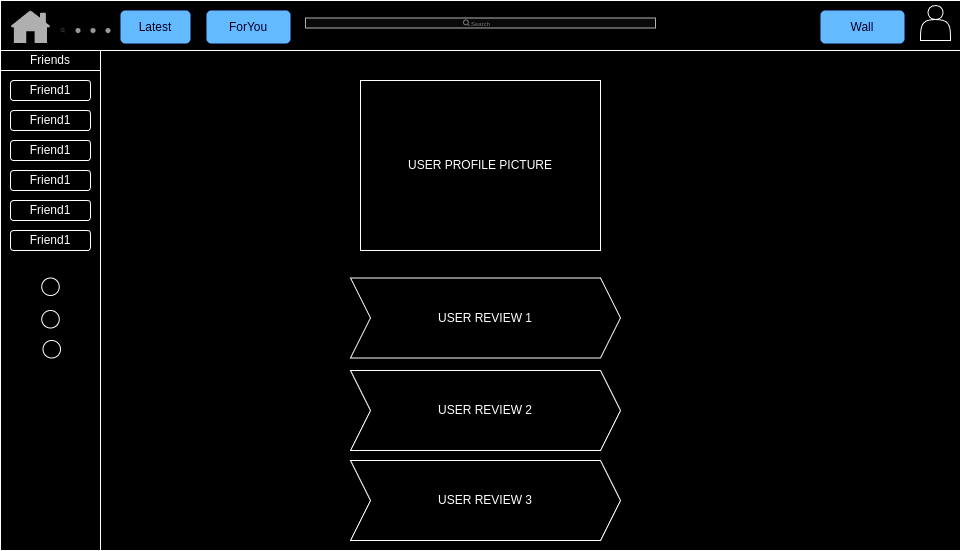 Latest
ForYou
Search
Wall
Friends
Friend1
Friend1
Friend1
Friend1
Friend1
Friend1
USER PROFILE PICTURE
USER REVIEW 1
USER REVIEW 2
USER REVIEW 3